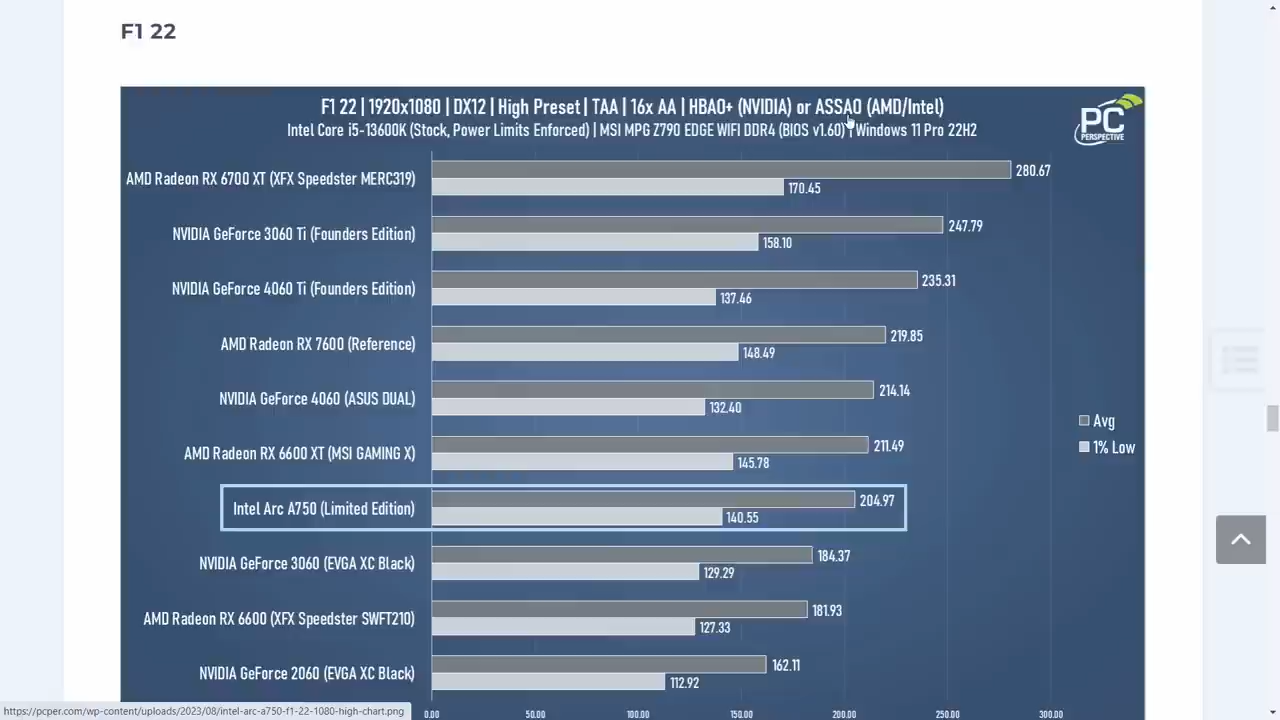 F1 22
F1 22 | 1920x1080 | DX12 | High Preset | TAA | 16x AA | HBAO+ (NVIDIA) or ASSAO (AMD/Intel)
Intel Core i5-13600K (Stock, Power Limits Enforced) | MSI MPG Z790 EDGE WIFI DDR4 (BIOS v1.60) | Windows 11 Pro 22H2
PC
PERSPECTIVE
AMD Radeon RX 6700 XT (XFX Speedster MERC319)
280.67
170.45
NVIDIA GeForce 3060 Ti (Founders Edition)
247.79
158.10
NVIDIA GeForce 4060 Ti (Founders Edition)
235.31
137.46
AMD Radeon RX 7600 (Reference)
219.85
148.49
NVIDIA GeForce 4060 (ASUS DUAL)
214.14
132.40
AMD Radeon RX 6600 XT (MSI GAMING X)
211.49
145.78
Intel Arc A750 (Limited Edition)
204.97
140.55
NVIDIA GeForce 3060 (EVGA XC Black)
184.37
129.29
AMD Radeon RX 6600 (XFX Speedster SWFT210)
181.93
127.33
NVIDIA GeForce 2060 (EVGA XC Black)
162.11
112.92
Avg
1% Low
0.00 50.00 100.00 150.00 200.00 250.00 300.00
https://pcper.com/wp-content/uploads/2023/08/intel-arc-a750-f1-22-1080-high-chart.png